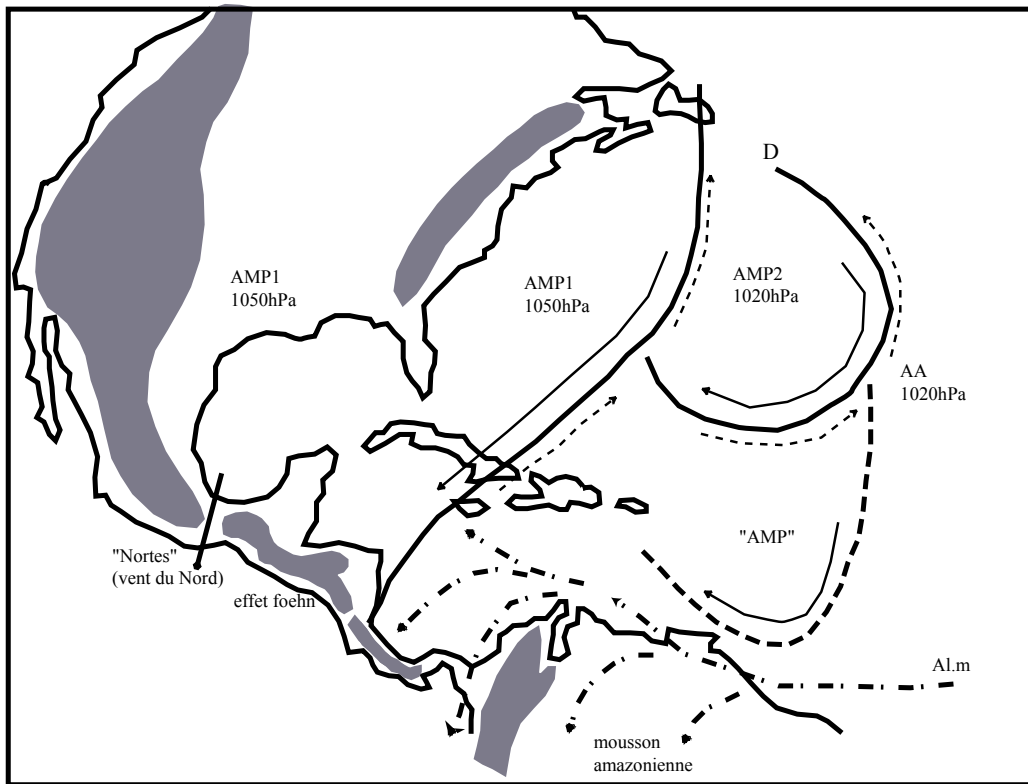 D
AMP1
1050hPa
AMP1
1050hPa
AMP2
1020hPa
AA
1020hPa
"AMP"
"Nortes"
(vent du Nord)
effet foehn
Al.m
mousson
amazonienne